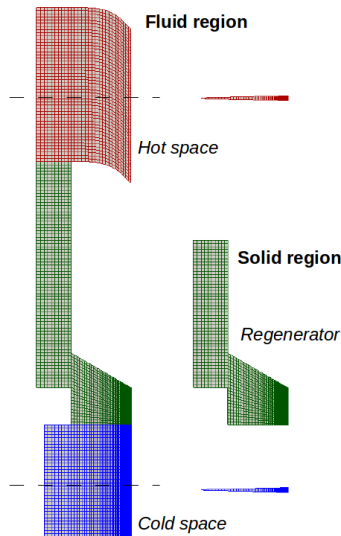 Fluid region
Hot space
Solid region
Regenerator
Cold space